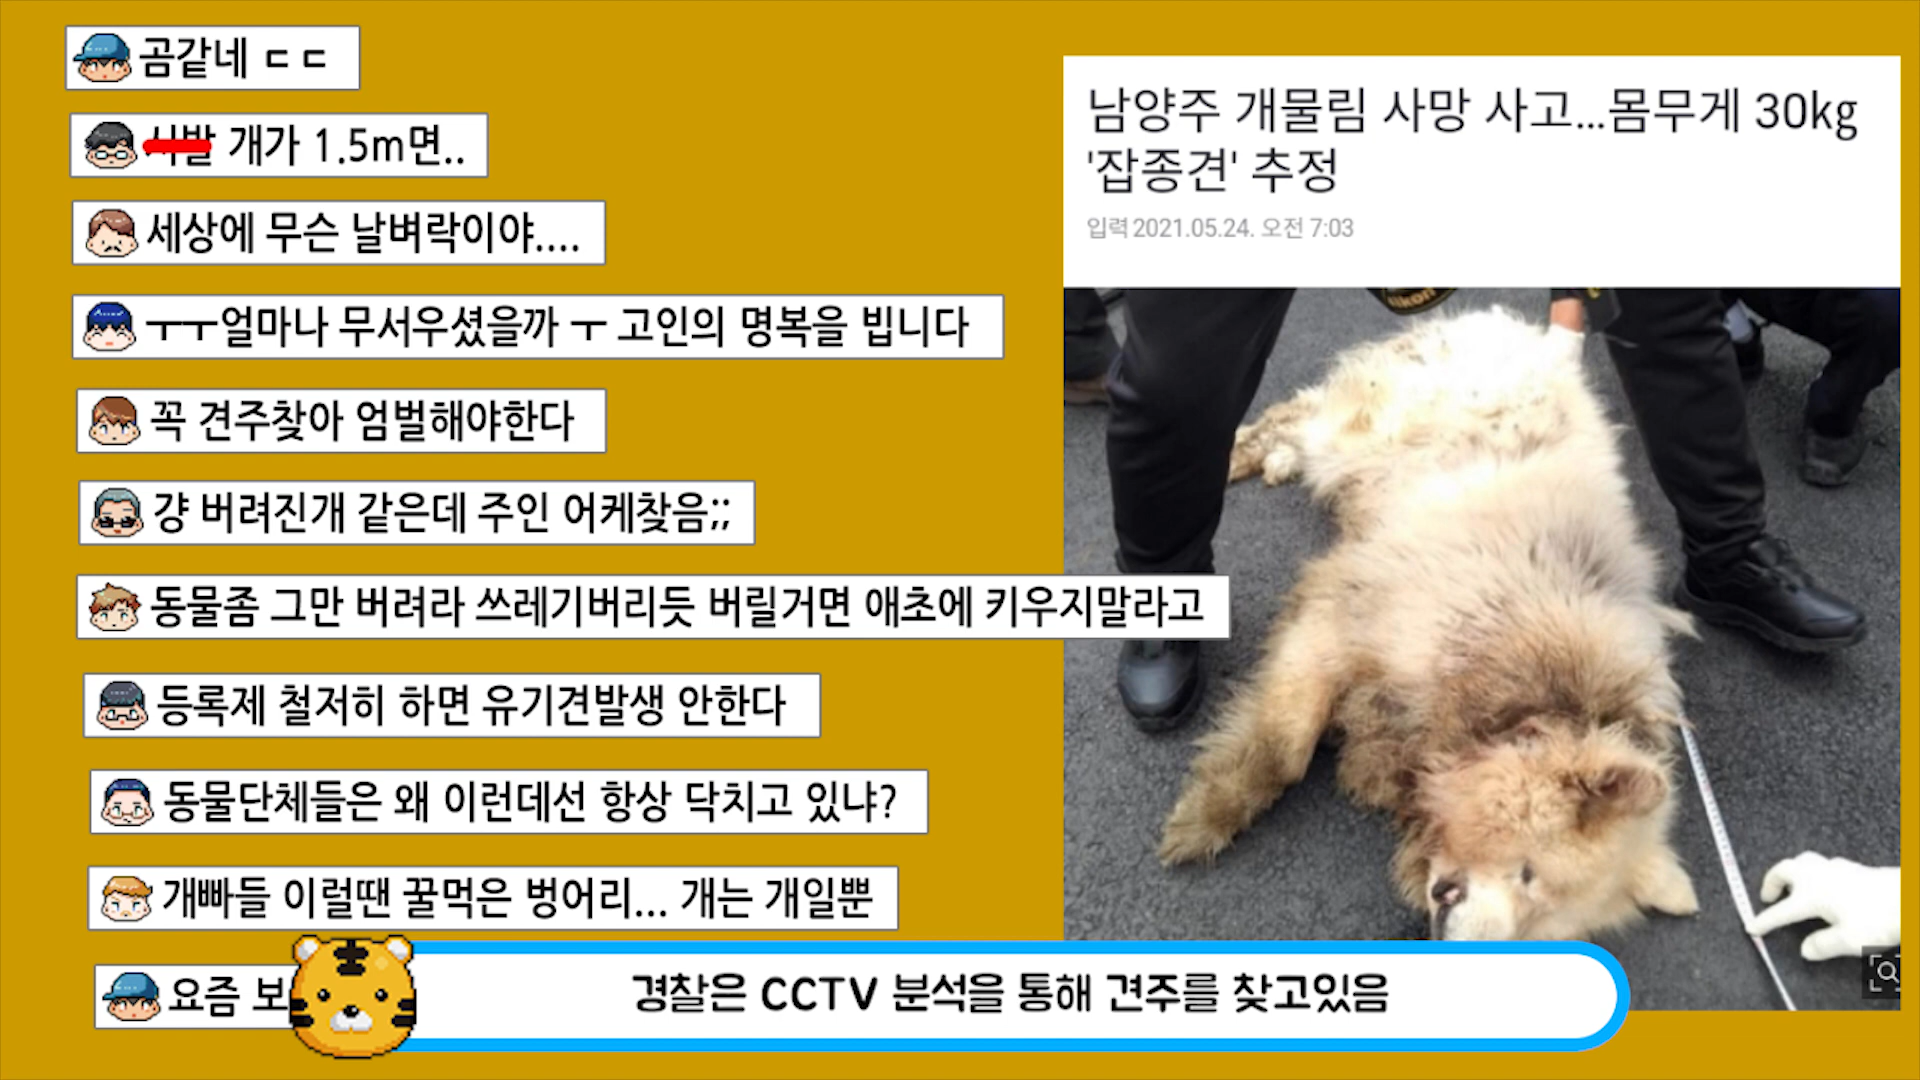 곰같네 ㄷㄷ
개가 1.5m면..
세상에 무슨 날벼락이야....
ㅜㅜ얼마나 무서우셨을까 ㅜ 고인의 명복을 빕니다
꼭 견주찾아 엄벌해야한다
걍 버려진개 같은데 주인 어케찾음;;
동물좀 그만 버려라 쓰레기버리듯 버릴거면 애초에 키우지말라고
등록제 철저히 하면 유기견발생 안한다
동물단체들은 왜 이런데선 항상 닥치고 있냐?
개빠들 이럴땐 꿀먹은 벙어리... 개는 개일뿐
요즘 보
남양주 개물림 사망 사고...몸무게 30kg
'잡종견' 추정
입력 2021.05.24. 오전 7:03
Nikon
경찰은 CCTV 분석을 통해 견주를 찾고있음